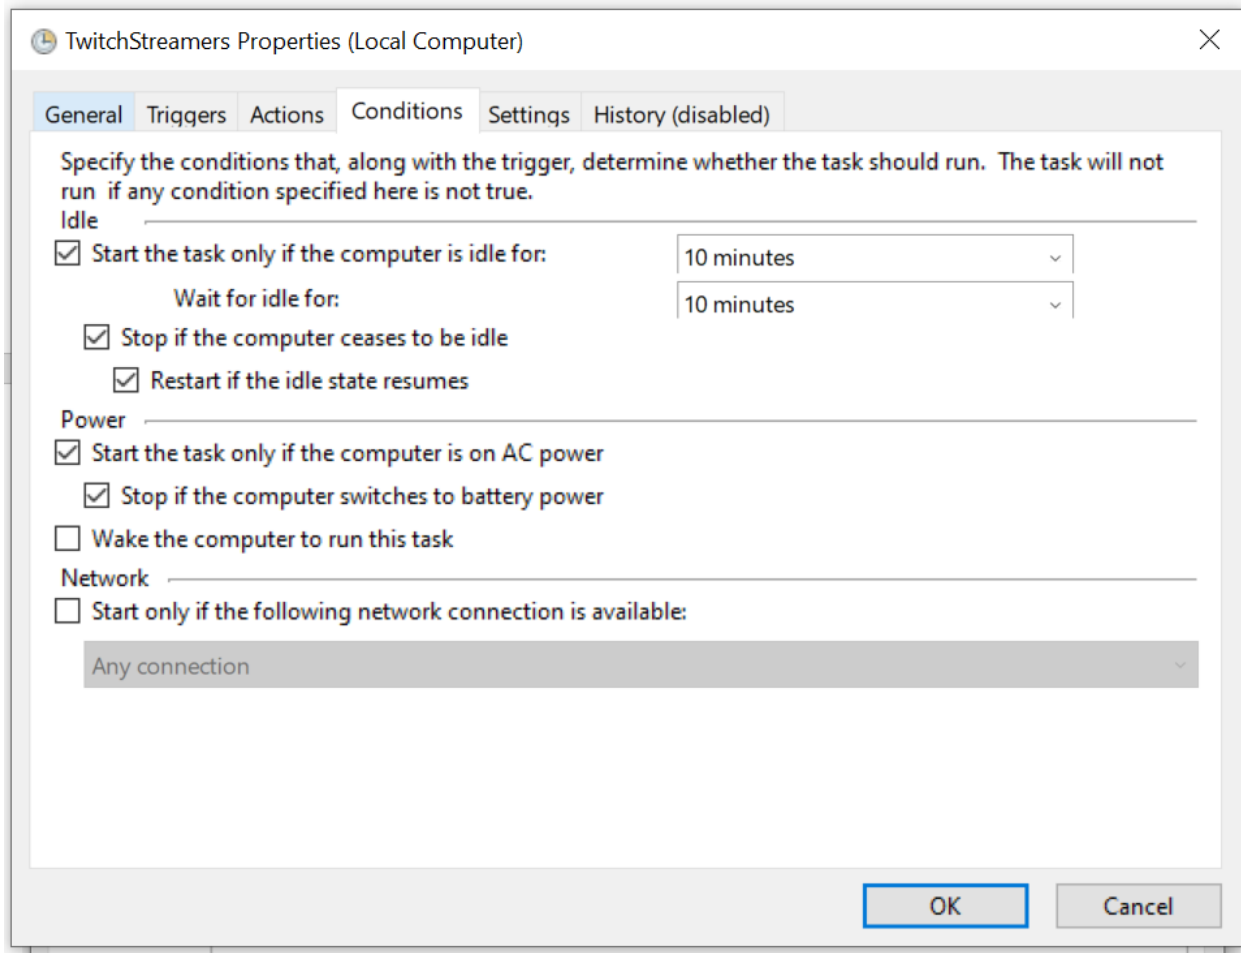 TwitchStreamers Properties (Local Computer)
General Triggers Actions Conditions Settings History (disabled)
Specify the conditions that, along with the trigger, determine whether the task should run.  The task will not
run  if any condition specified here is not true.
Idle
Start the task only if the computer is idle for: 10 minutes
Wait for idle for: 10 minutes
Stop if the computer ceases to be idle
Restart if the idle state resumes
Power
Start the task only if the computer is on AC power
Stop if the computer switches to battery power
Wake the computer to run this task
Network
Start only if the following network connection is available:
Any connection
OK Cancel